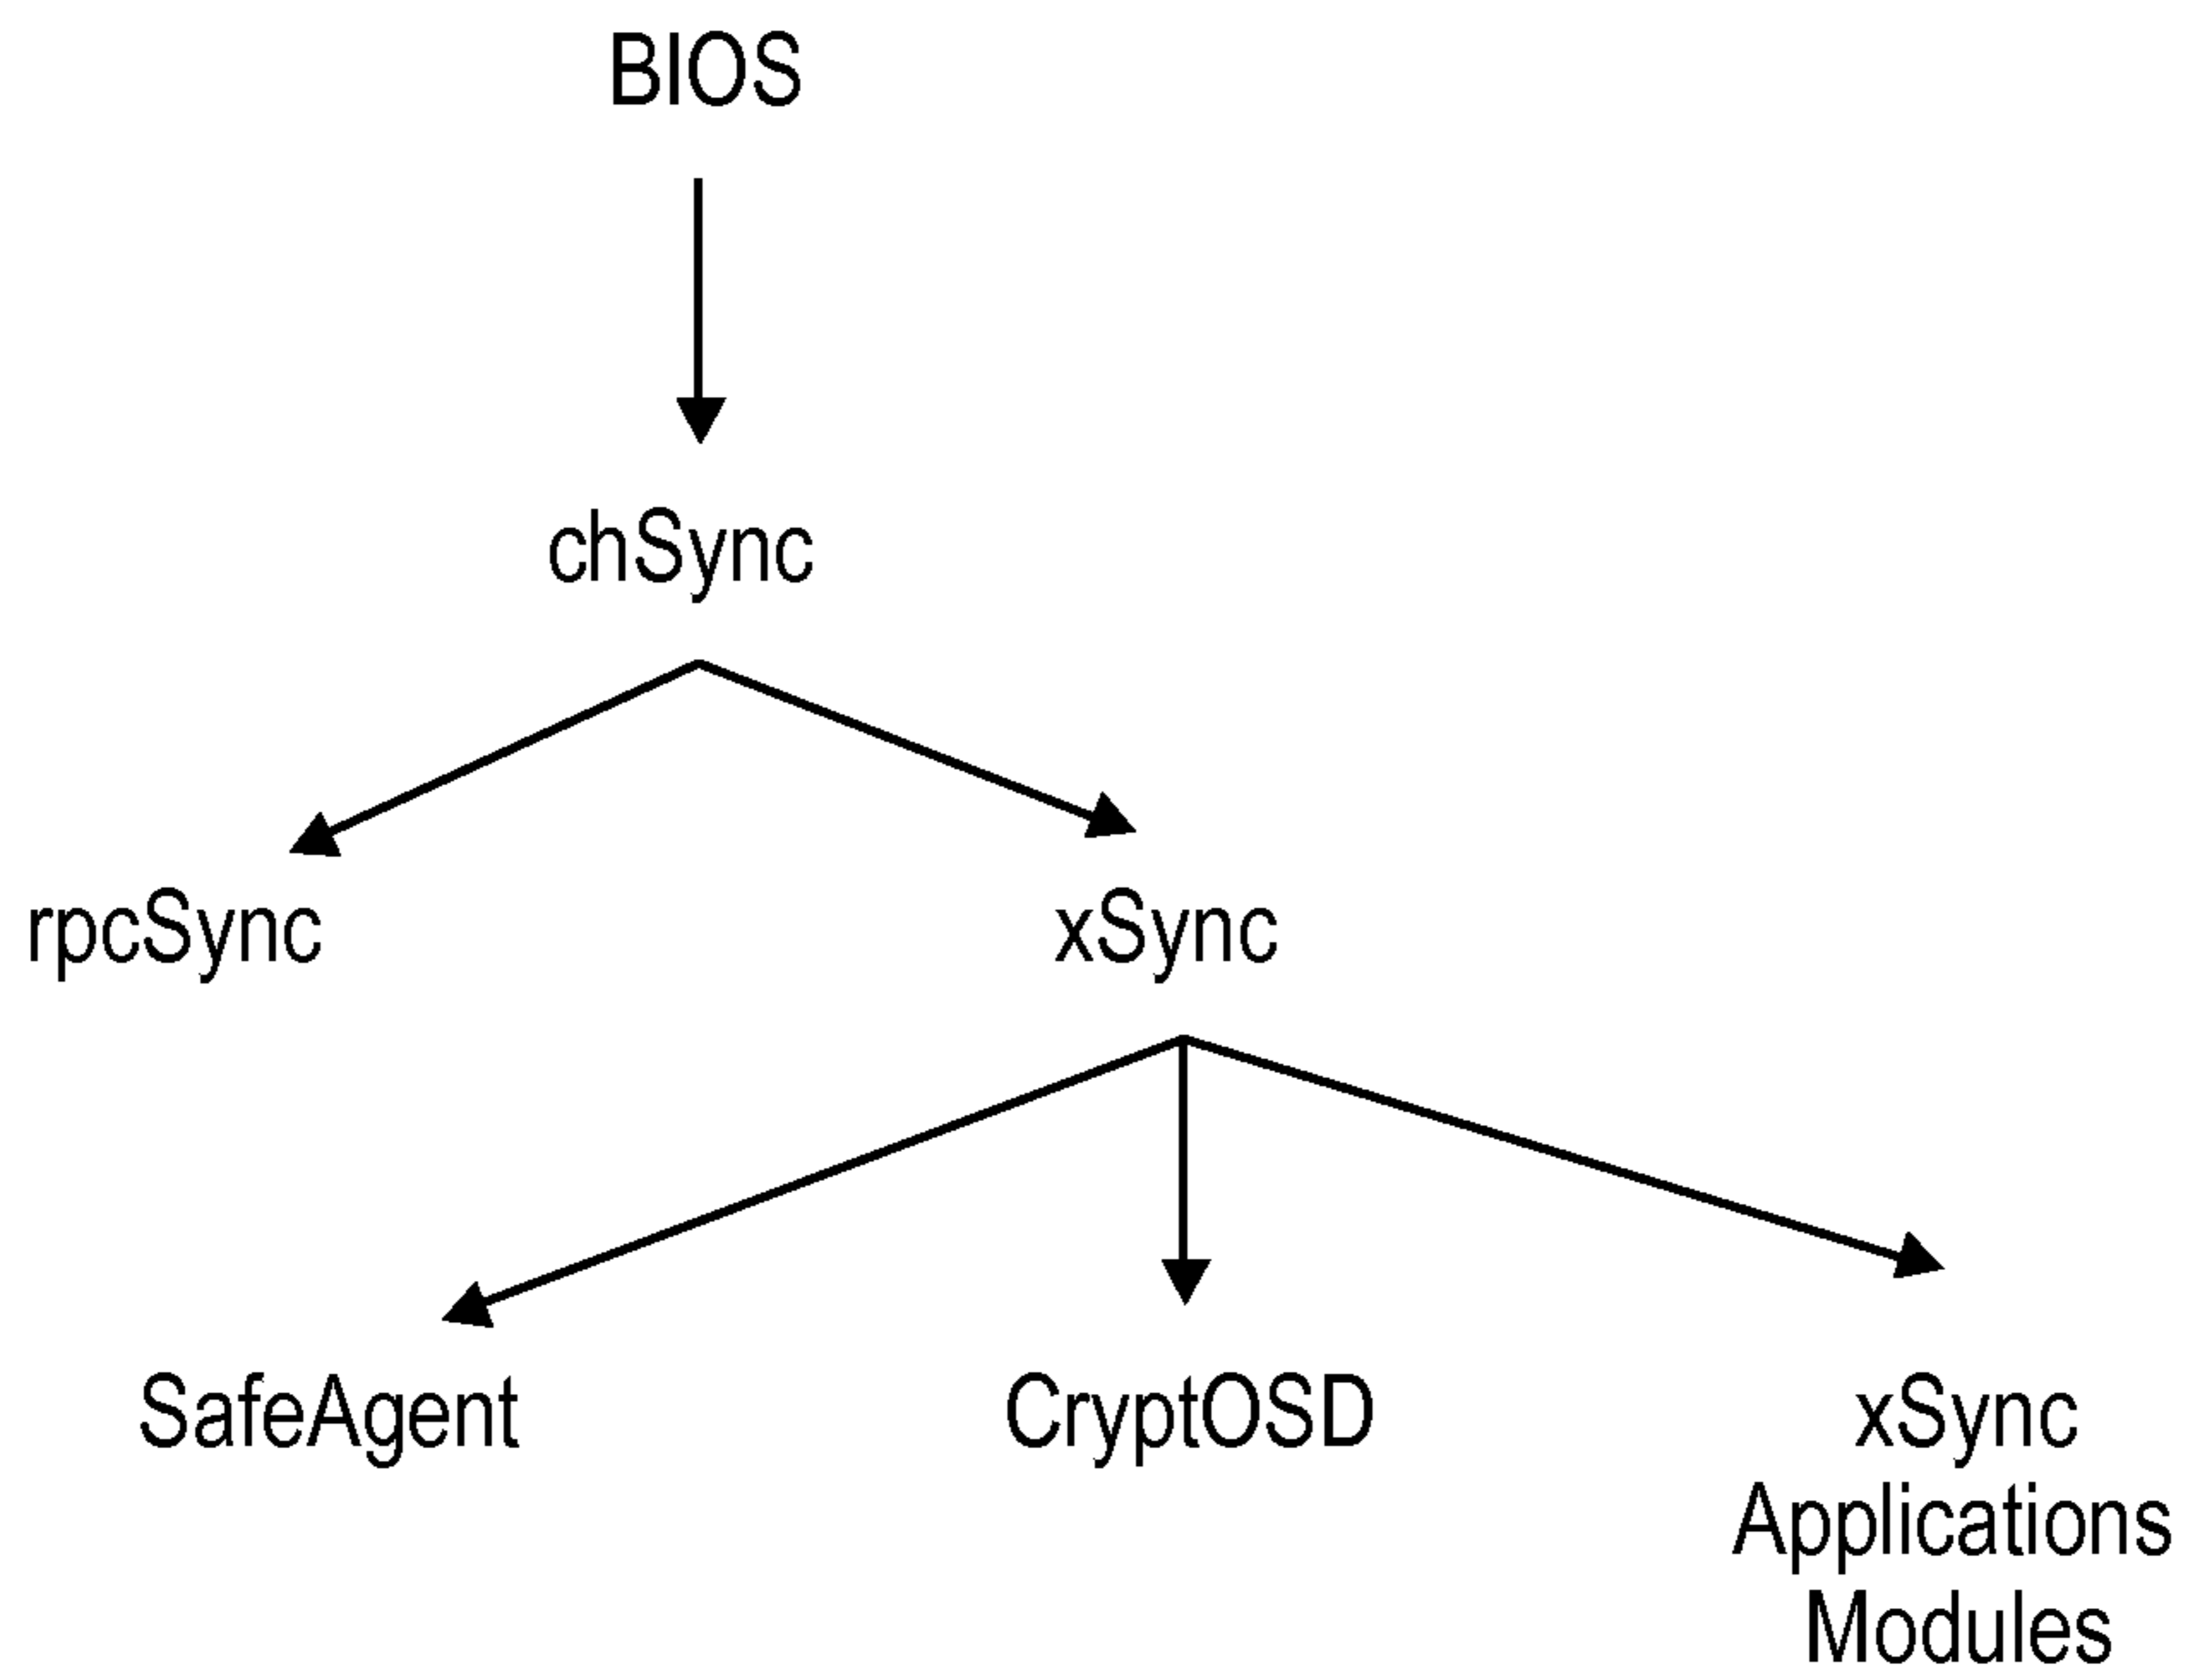 BIOS
chSync
rpcSync
xSync
SafeAgent
CryptOSD
xSync
Applications
Modules